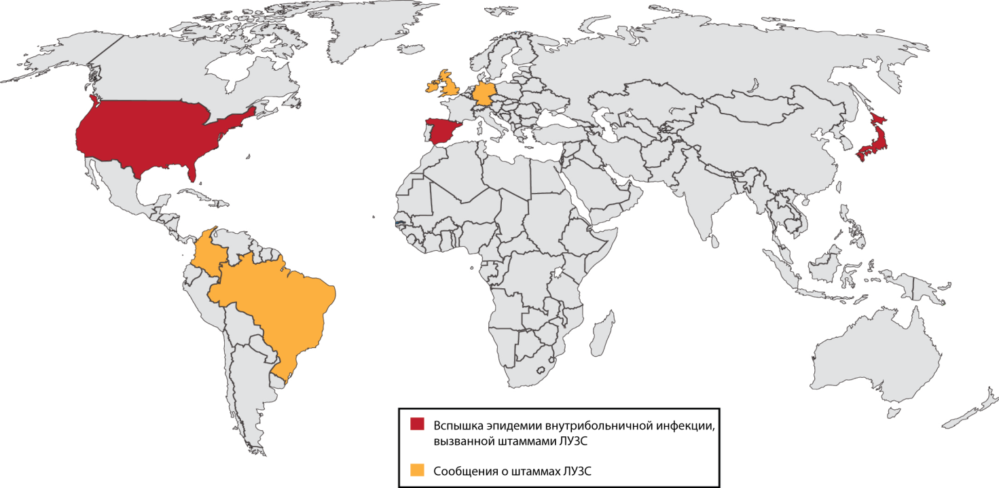 Вспышка эпидемии внутрибольничной инфекции,
вызванной штаммами ЛУЗС
Сообщения о штаммах ЛУЗС